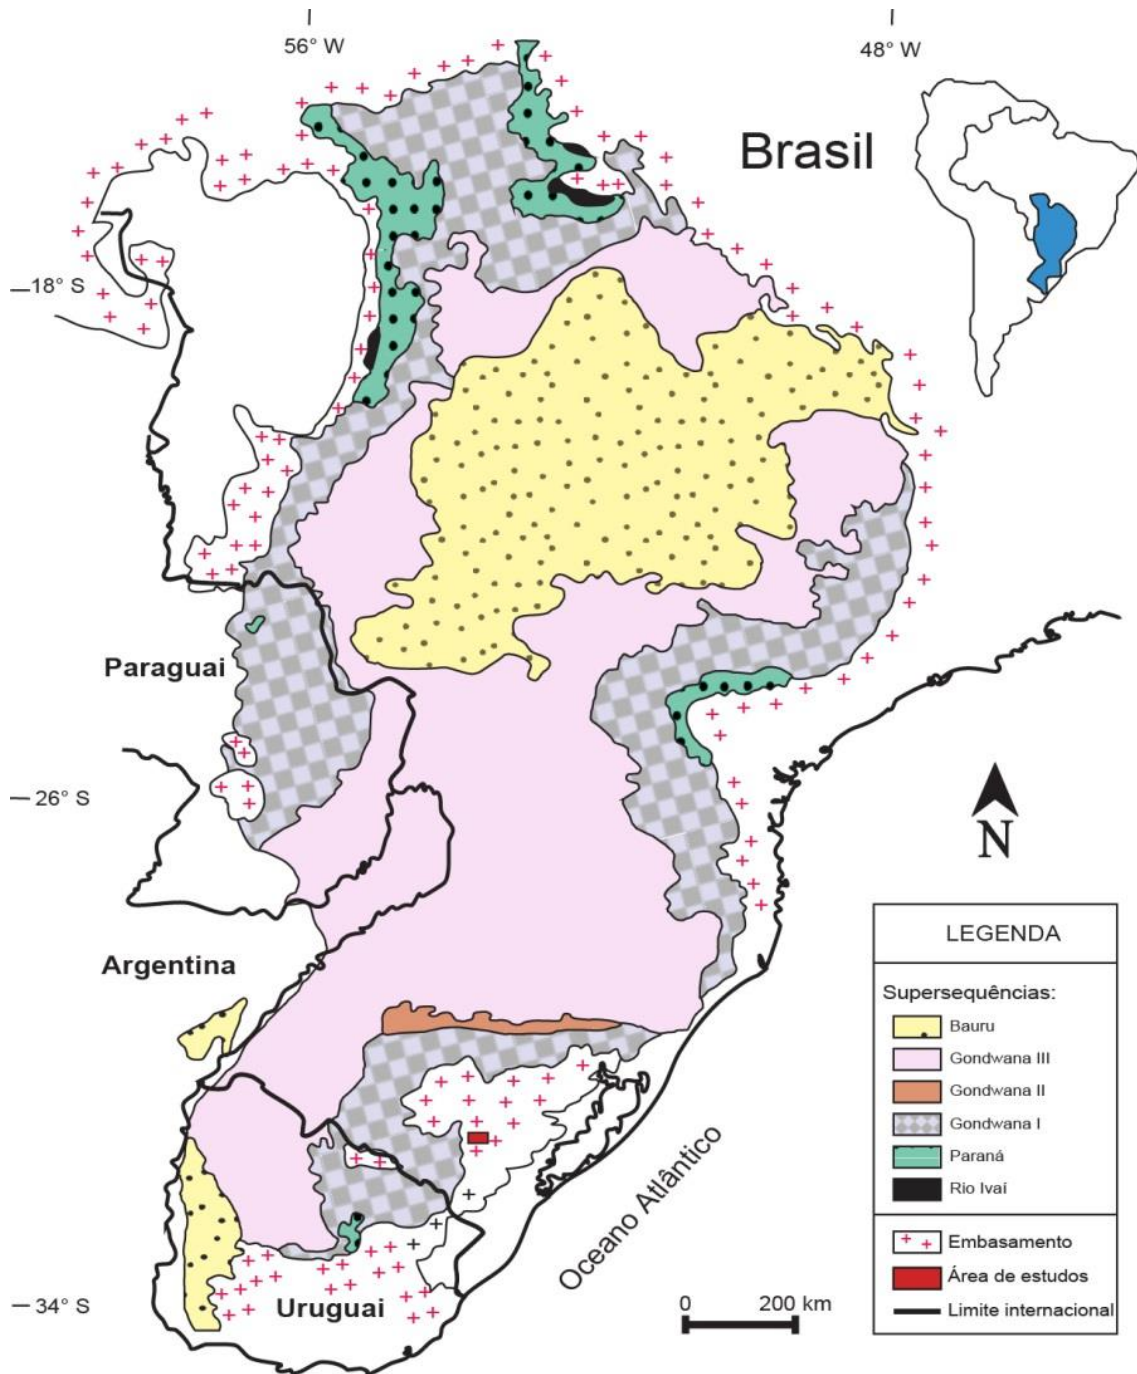 56° W
48° W
Brasil
18° S
Paraguai
26° S
N
Argentina
LEGENDA
Supersequências:
Bauru
Gondwana III
Gondwana II
Gondwana I
Paraná
Rio Ivaí
Embasamento
Área de estudos
Limite internacional
Oceano Atlântico
Uruguai
34° S
0 200 km